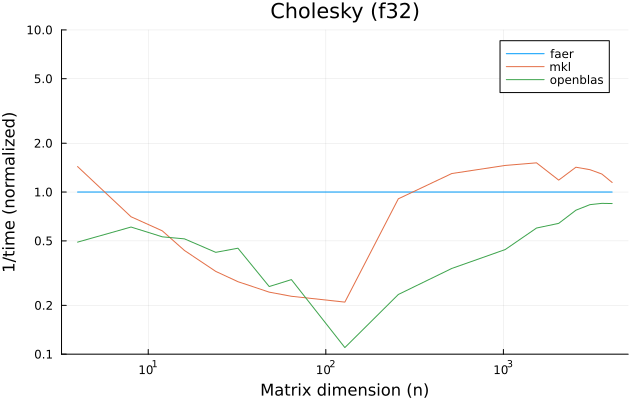 Cholesky (f32)
faer
mkl
openblas
1/time (normalized)
10.0
5.0
2.0
1.0
0.5
0.2
0.1
10¹ 10² 10³
Matrix dimension (n)